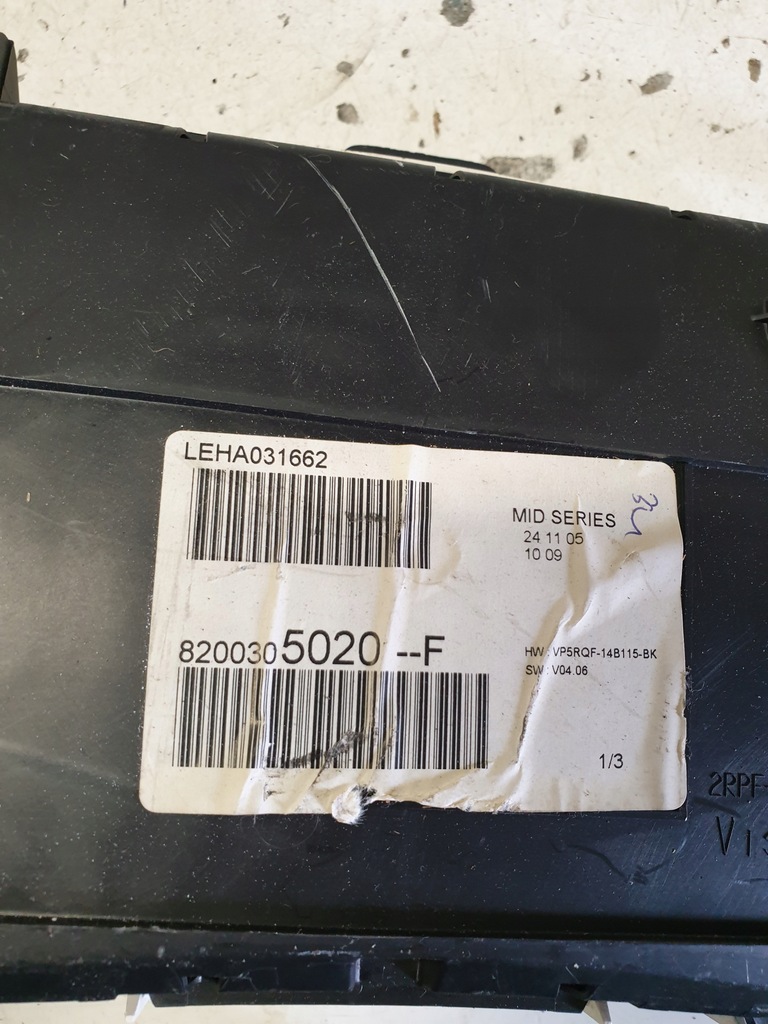 LEHA031662
MID SERIES
24 11 05
10 09
8200305020 --F
HW : VP5RQF-14B115-BK
SW : V04.06
1/3
2RPF-
Vis